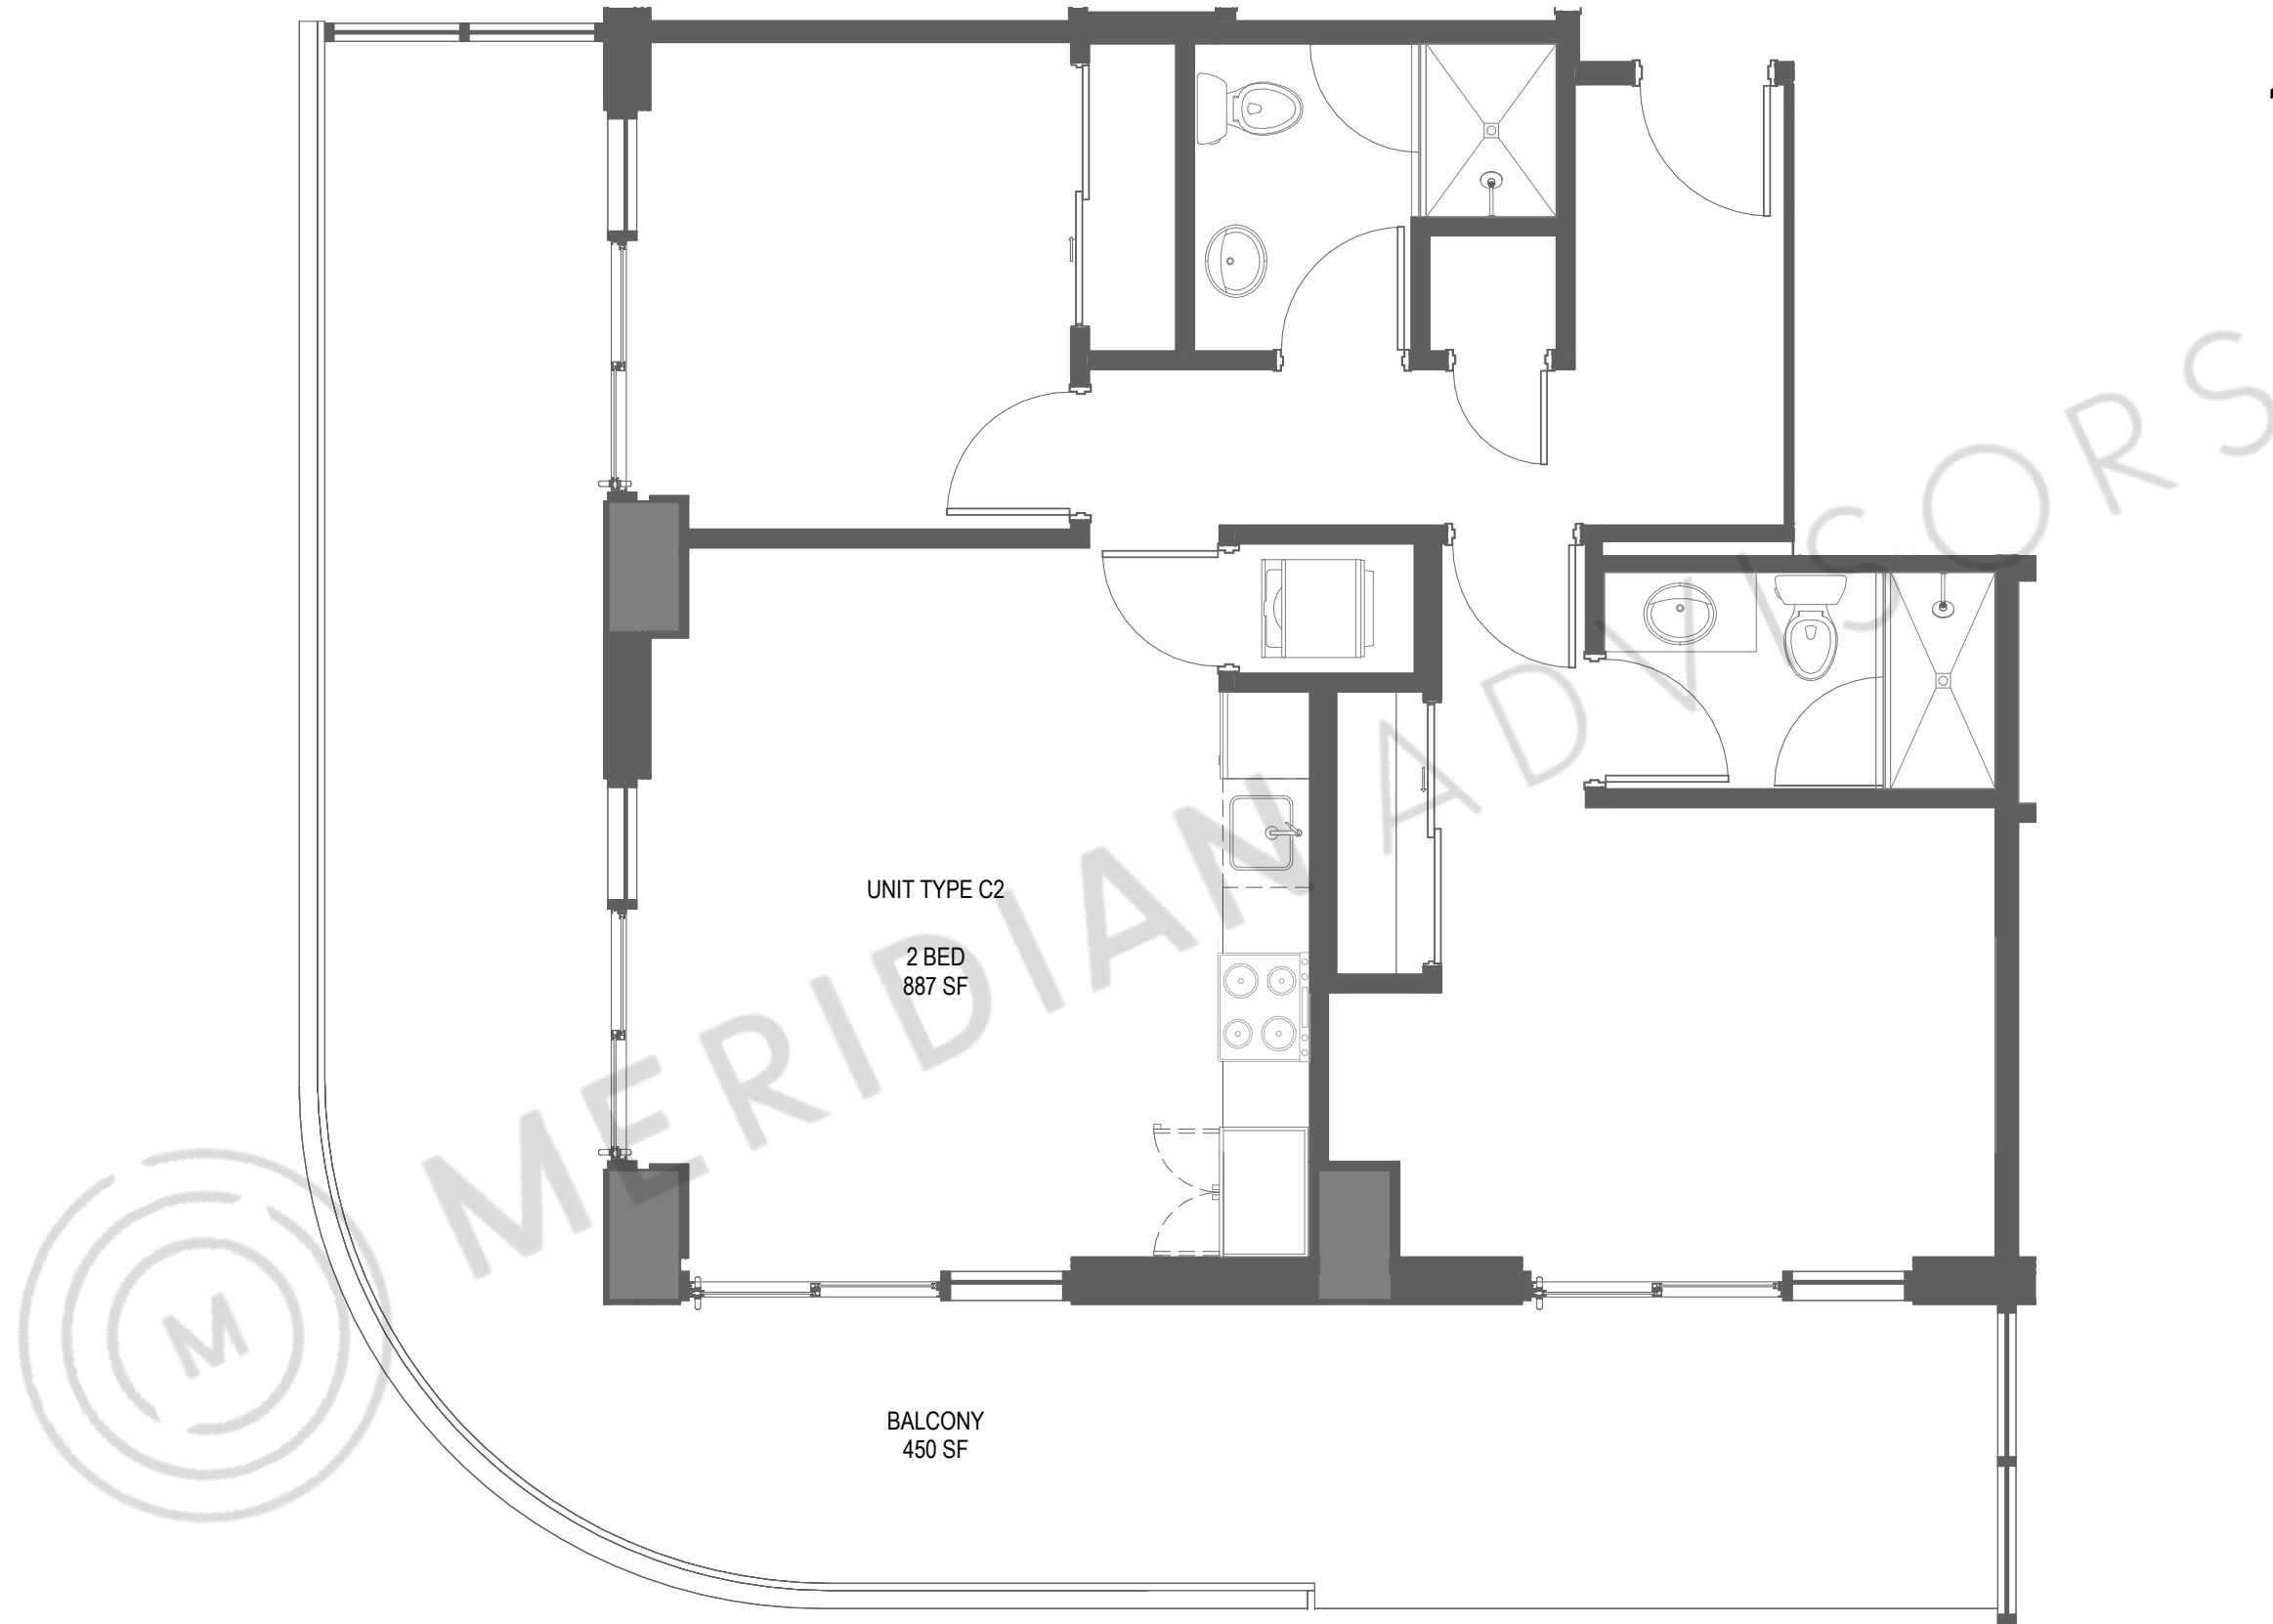 UNIT TYPE C2
2 BED
887 SF
MERIDIAN ADVISORS
M
BALCONY
450 SF